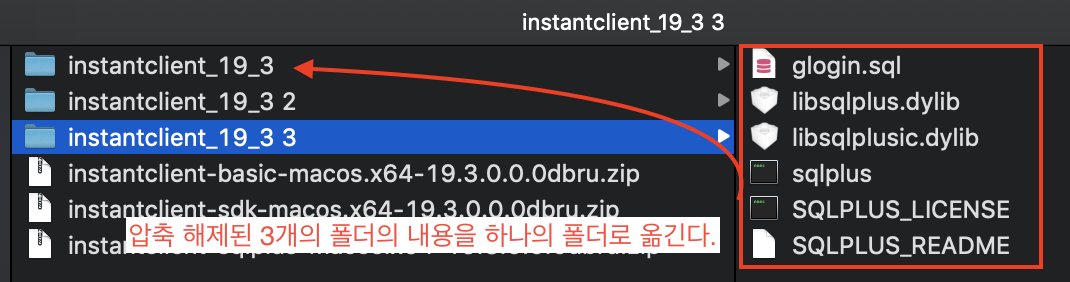 instantclient_19_3 3
instantclient_19_3
instantclient_19_3 2
instantclient_19_3 3
instantclient-basic-macos.x64-19.3.0.0.0dbru.zip
instantclient-sdk-macos.x64-19.3.0.0.0dbru.zip
압축 해제된 3개의 폴더의 내용을 하나의 폴더로 옮긴다.
glogin.sql
libsqlplus.dylib
libsqlplusic.dylib
sqlplus
SQLPLUS_LICENSE
SQLPLUS_README